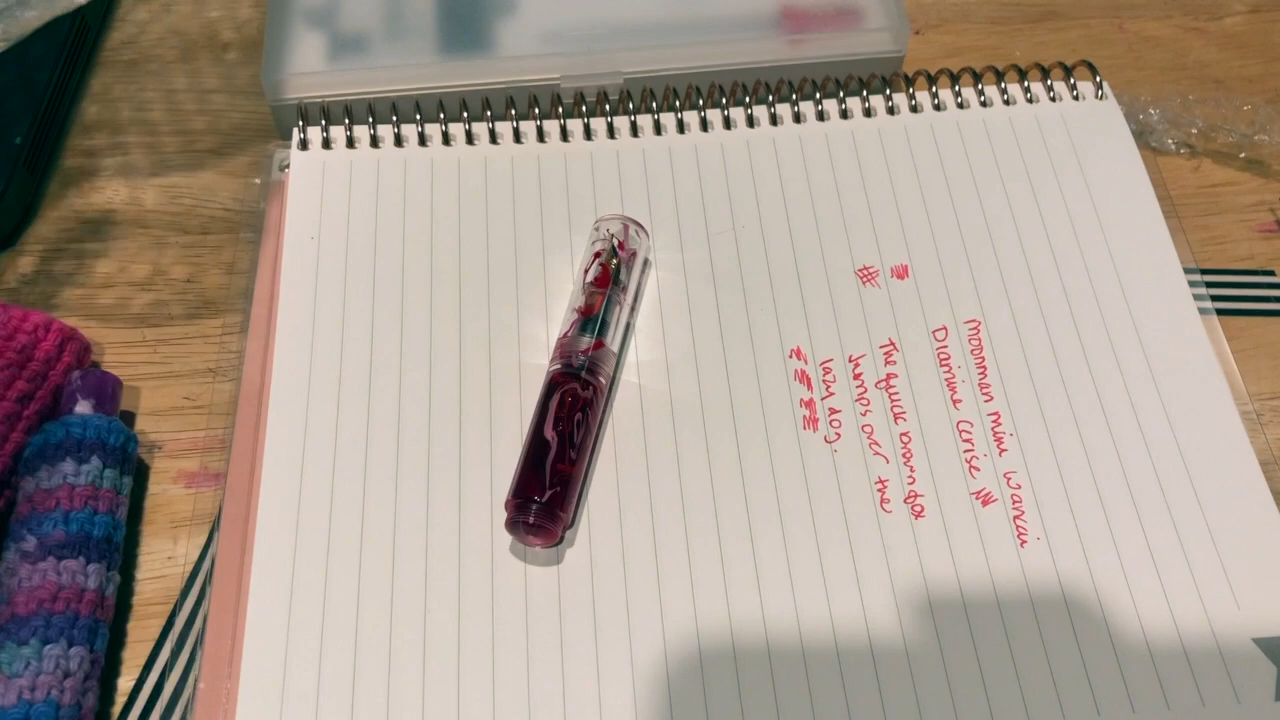 moonman mini wancai
Diamine Cerise
The quick brown fox
jumps over the
lazy dog.